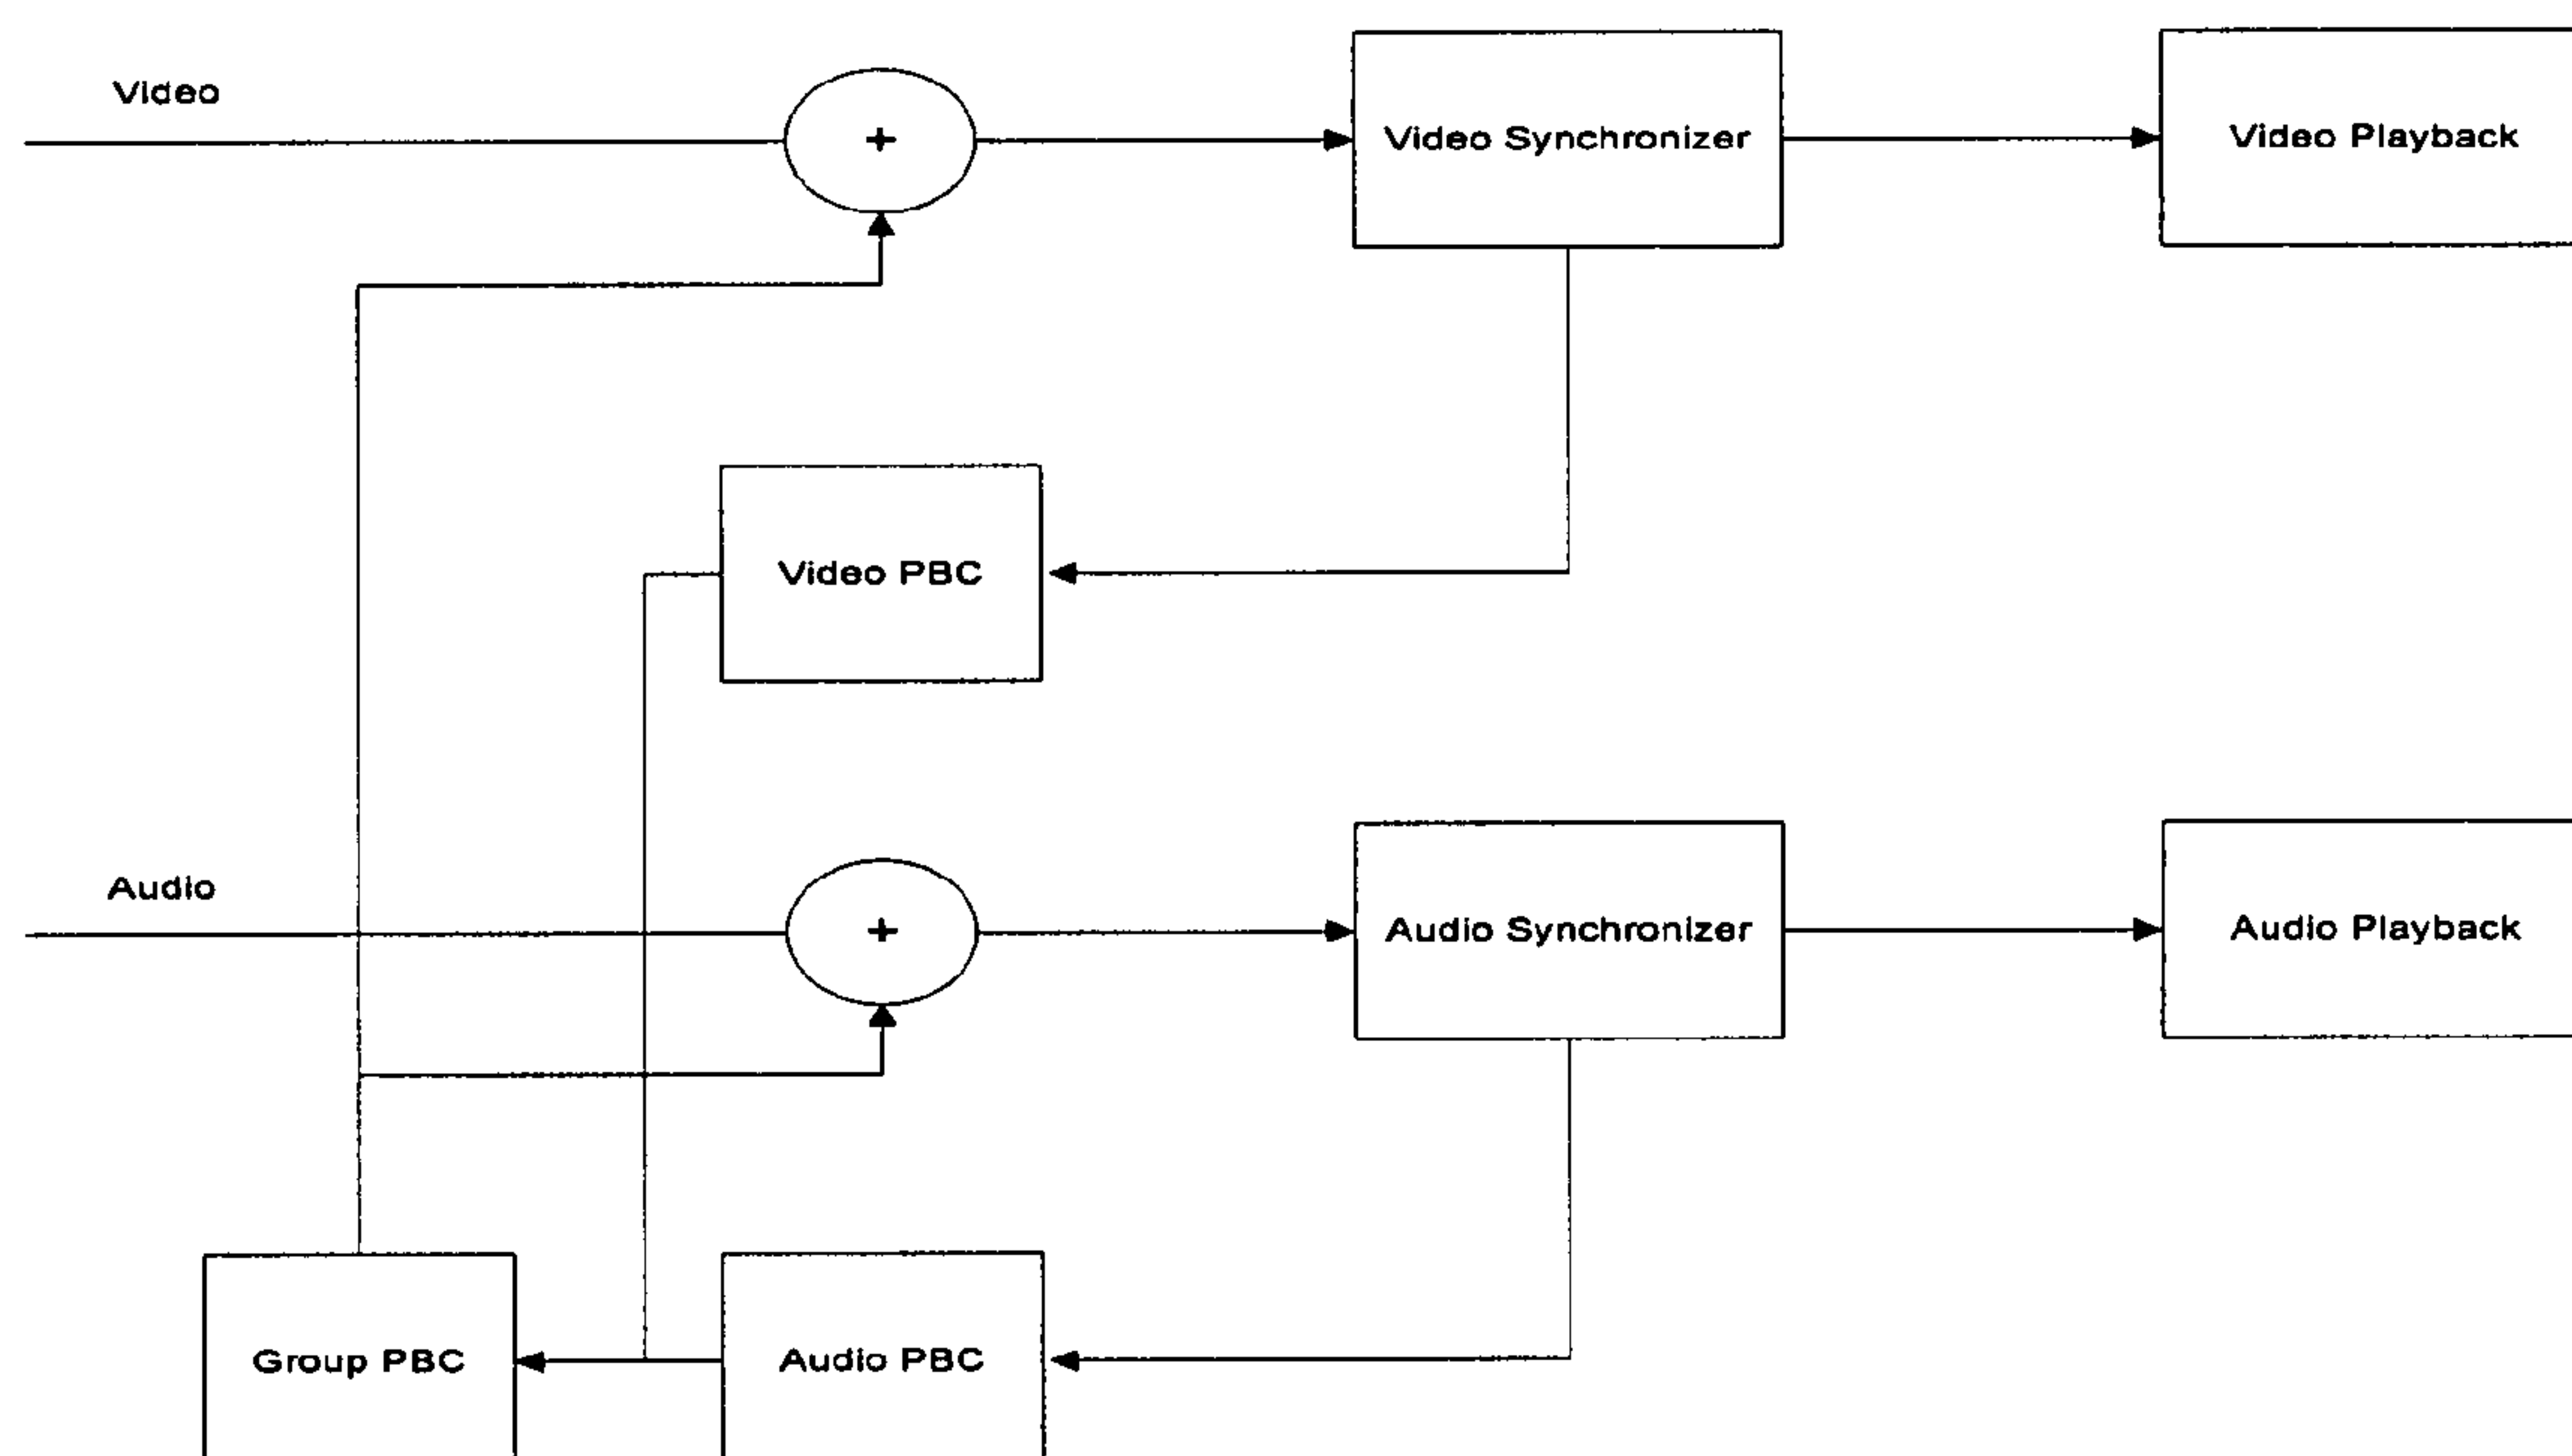 Video
+
Video Synchronizer
Video Playback
Video PBC
Audio
+
Audio Synchronizer
Audio Playback
Group PBC
Audio PBC